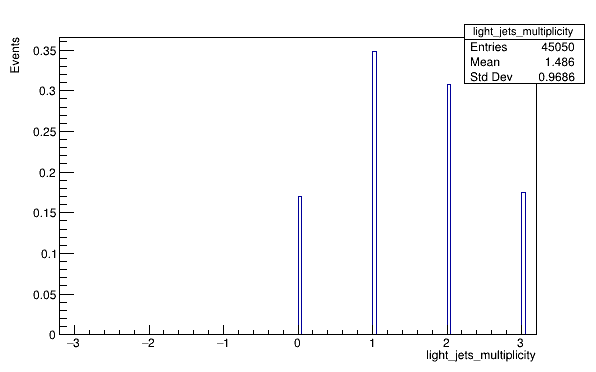 light_jets_multiplicity
Entries 45050
Mean 1.486
Std Dev 0.9686
Events
0.35
0.3
0.25
0.2
0.15
0.1
0.05
0
−3 −2 −1 0 1 2 3
light_jets_multiplicity